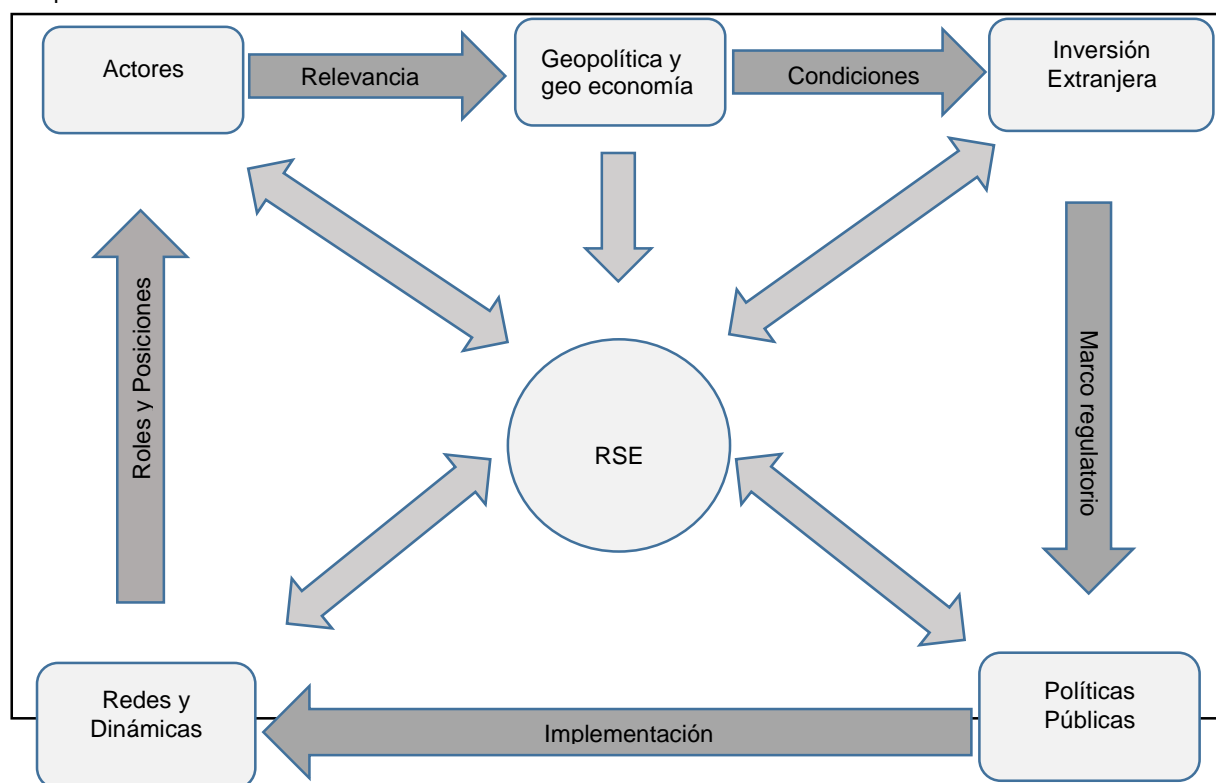 Actores
Relevancia
Geopolítica y
geo economía
Condiciones
Inversión
Extranjera
Roles y Posiciones
RSE
Marco regulatorio
Redes y
Dinámicas
Implementación
Políticas
Públicas